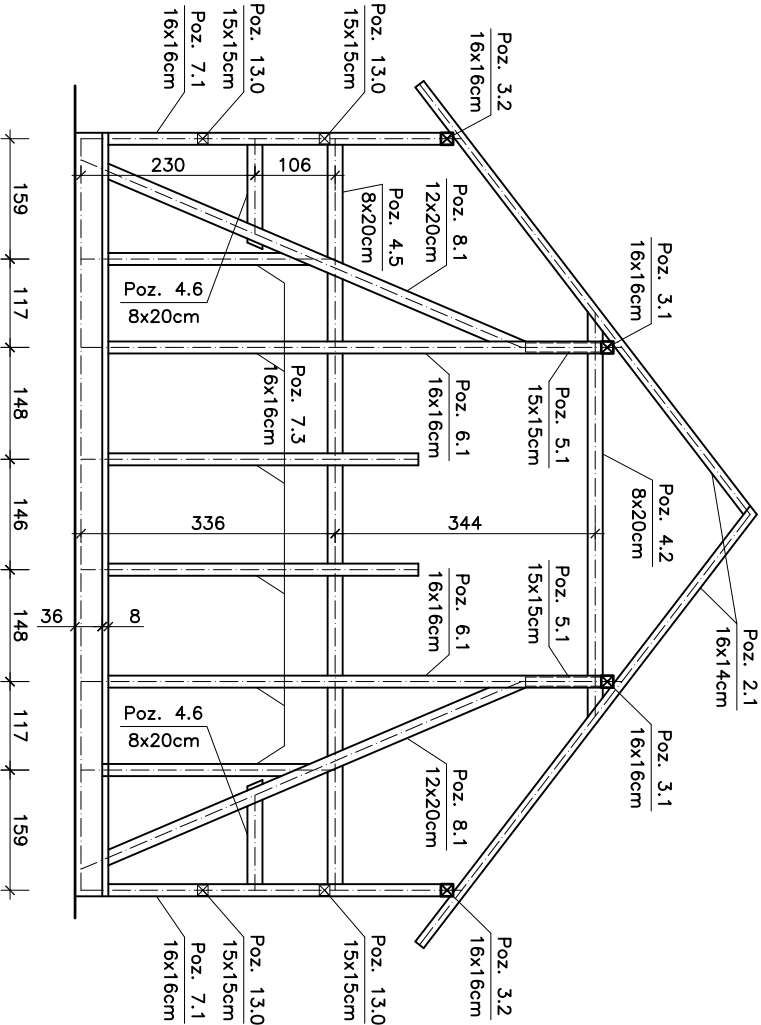 Poz. 2.1
16x14cm
Poz. 3.1
16x16cm
Poz. 4.2
8x20cm
Poz. 3.1
16x16cm
Poz. 5.1
15x15cm
Poz. 5.1
15x15cm
Poz. 3.2
16x16cm
Poz. 3.2
16x16cm
Poz. 8.1
12x20cm
Poz. 6.1
16x16cm
Poz. 6.1
16x16cm
Poz. 8.1
12x20cm
344
Poz. 13.0
15x15cm
Poz. 4.5
8x20cm
Poz. 13.0
15x15cm
106
Poz. 7.3
16x16cm
Poz. 13.0
15x15cm
Poz. 13.0
15x15cm
Poz. 7.1
16x16cm
230
Poz. 4.6
8x20cm
336
Poz. 4.6
8x20cm
Poz. 7.1
16x16cm
8
36
159
117
148
146
148
117
159